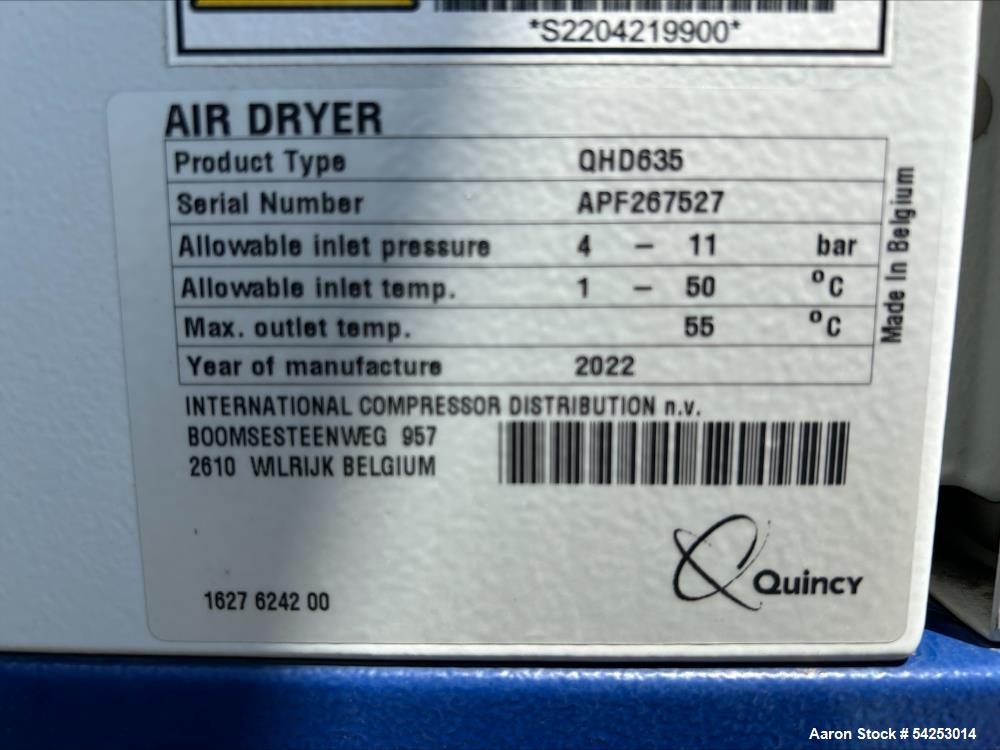 *S2204219900*
AIR DRYER
Product Type QHD635
Serial Number APF267527
Allowable inlet pressure 4 – 11 bar
Allowable inlet temp. 1 – 50 °C
Max. outlet temp. 55 °C
Year of manufacture 2022
Made In Belgium
INTERNATIONAL COMPRESSOR DISTRIBUTION n.v.
BOOMSESTEENWEG 957
2610 WILRIJK BELGIUM
Quincy
1627 6242 00
Aaron Stock # 54253014